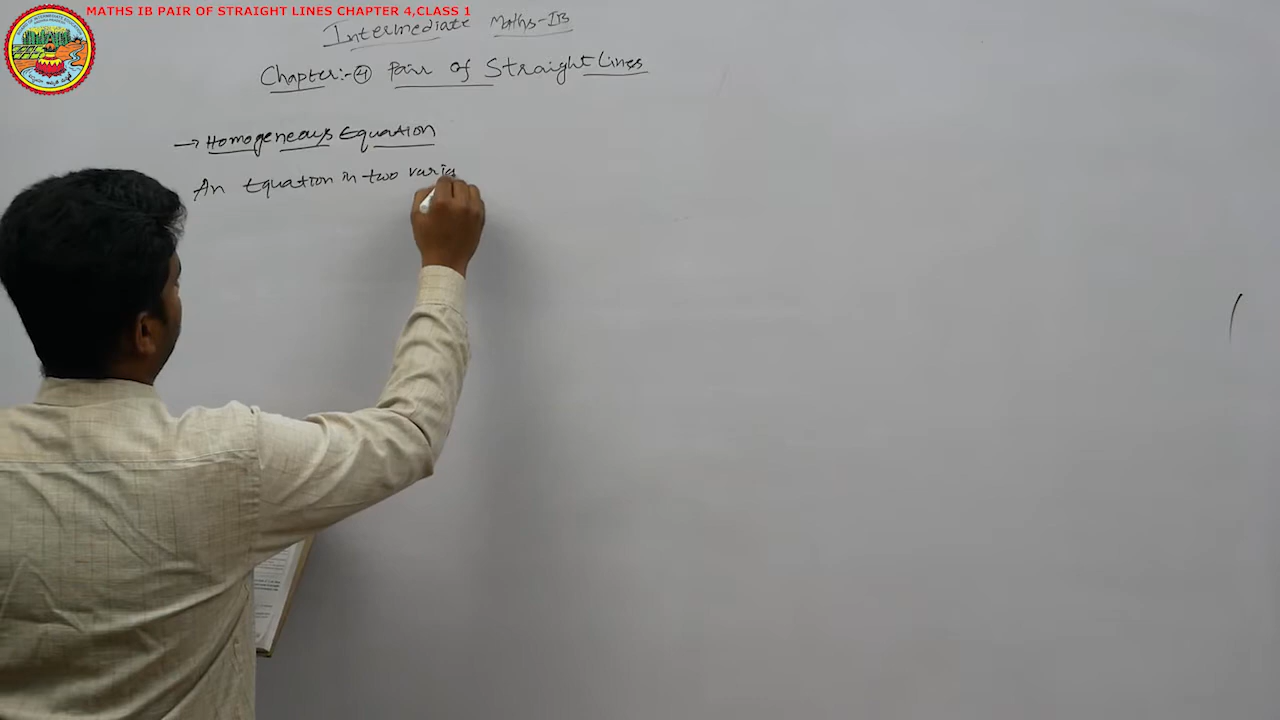 MATHS IB PAIR OF STRAIGHT LINES CHAPTER 4,CLASS 1
Intermediate Maths-IB
Chapter:-4 Pair of Straight Lines
→ Homogeneous Equation
An Equation in two varia